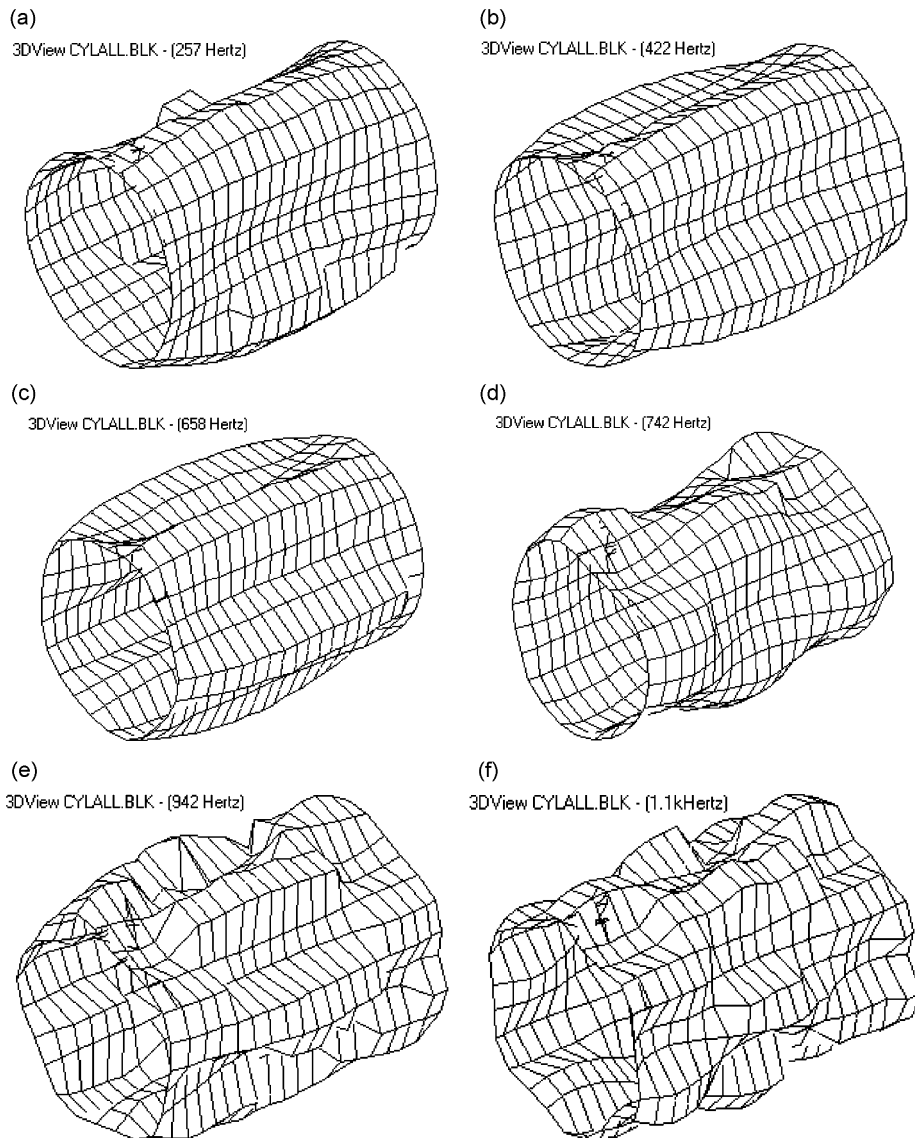 (a)
3DView CYLALL.BLK - (257 Hertz)
(b)
3DView CYLALL.BLK - (422 Hertz)
(c)
3DView CYLALL.BLK - (658 Hertz)
(d)
3DView CYLALL.BLK - (742 Hertz)
(e)
3DView CYLALL.BLK - (942 Hertz)
(f)
3DView CYLALL.BLK - (1.1kHertz)